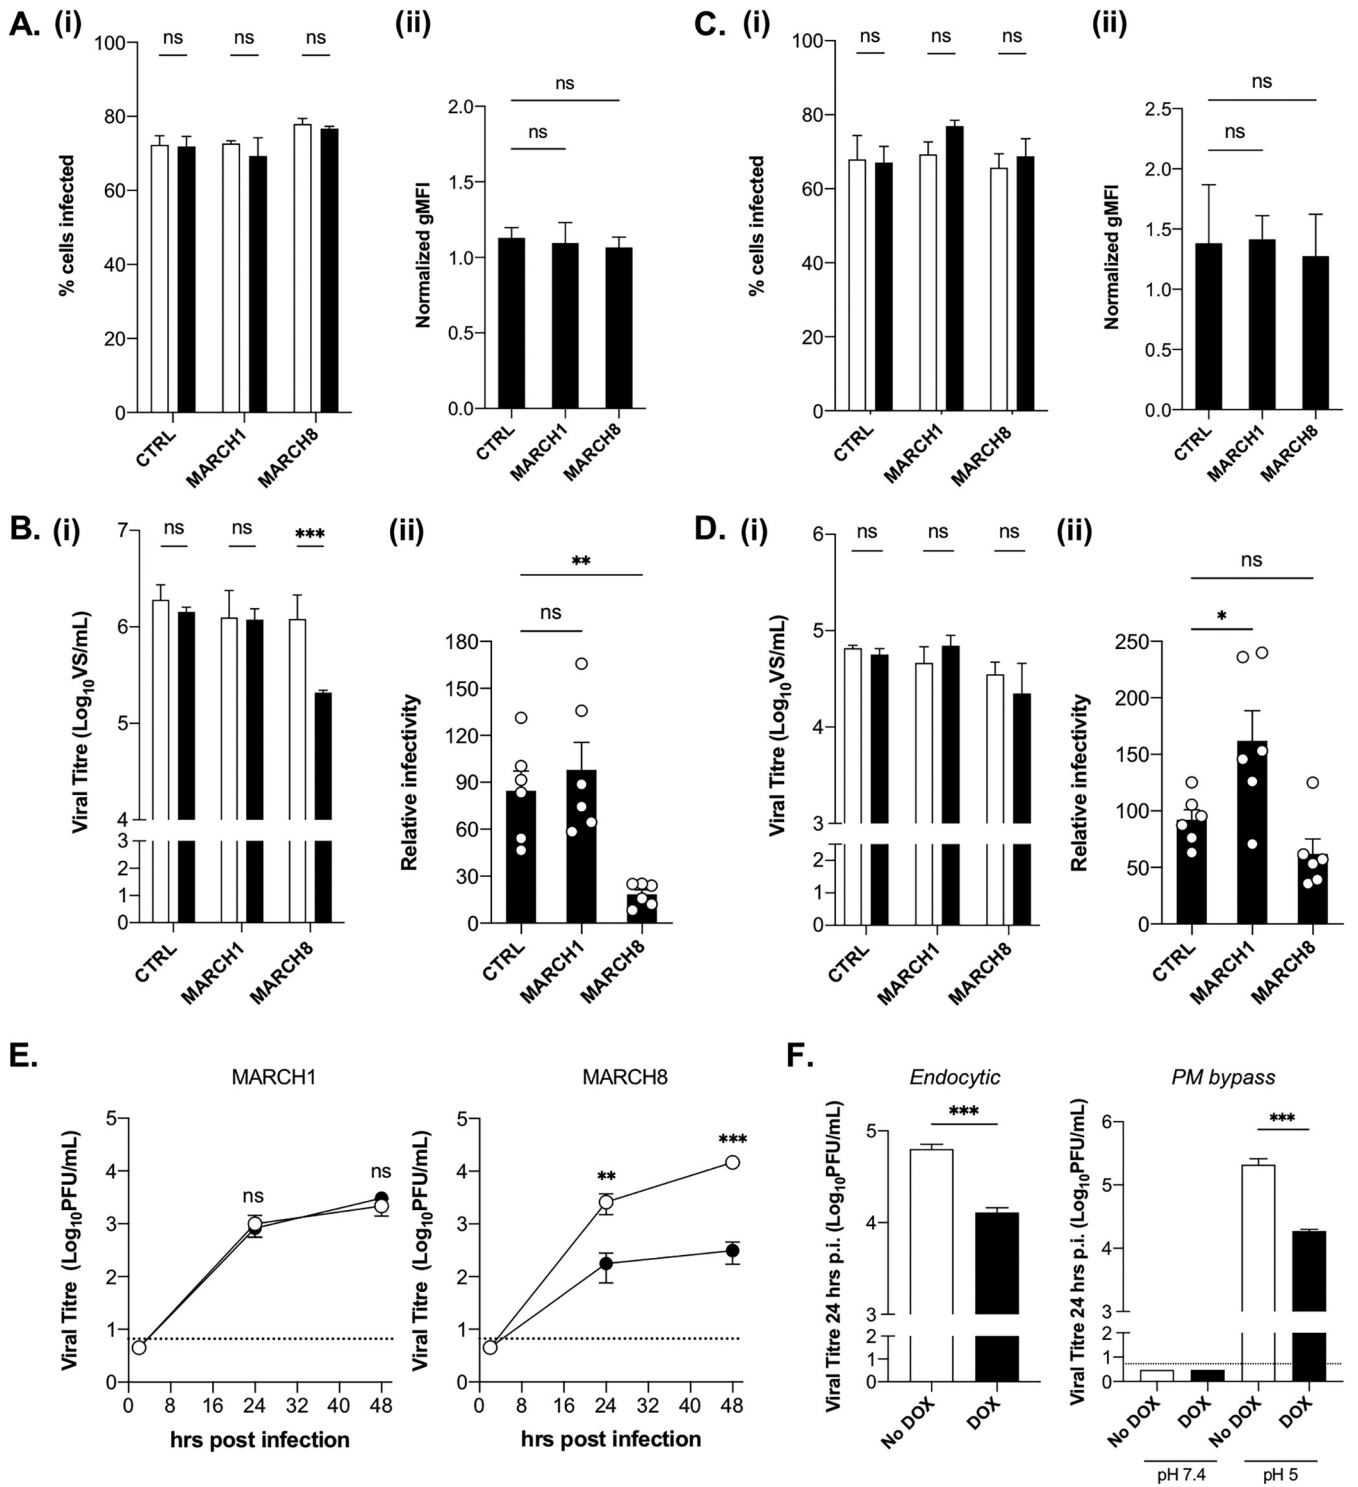 A. (i)
ns ns ns
100
80
60
40
20
0
% cells infected
CTRL
MARCH1
MARCH8
(ii)
ns
ns
2.0
1.5
1.0
0.5
0.0
Normalized gMFI
CTRL
MARCH1
MARCH8
C. (i)
ns ns ns
100
80
60
40
20
0
% cells infected
CTRL
MARCH1
MARCH8
(ii)
ns
ns
2.5
2.0
1.5
1.0
0.5
0.0
Normalized gMFI
CTRL
MARCH1
MARCH8
B. (i)
ns ns ***
7
6
5
4
3
2
1
0
Viral Titre (Log10VS/mL)
CTRL
MARCH1
MARCH8
(ii)
**
ns
180
150
120
90
60
30
0
Relative infectivity
CTRL
MARCH1
MARCH8
D. (i)
ns ns ns
6
5
4
3
2
1
0
Viral Titre (Log10VS/mL)
CTRL
MARCH1
MARCH8
(ii)
ns
*
250
200
150
100
50
0
Relative infectivity
CTRL
MARCH1
MARCH8
E.
MARCH1
ns ns
5
4
3
2
1
0
Viral Titre (Log10PFU/mL)
0 8 16 24 32 40 48
hrs post infection
MARCH8
** ***
5
4
3
2
1
0
Viral Titre (Log10PFU/mL)
0 8 16 24 32 40 48
hrs post infection
F.
Endocytic
***
5
4
3
2
1
0
Viral Titre 24 hrs p.i. (Log10PFU/mL)
No DOX
DOX
PM bypass
***
6
5
4
3
2
1
0
Viral Titre 24 hrs p.i. (Log10PFU/mL)
No DOX
DOX
No DOX
DOX
pH 7.4 pH 5